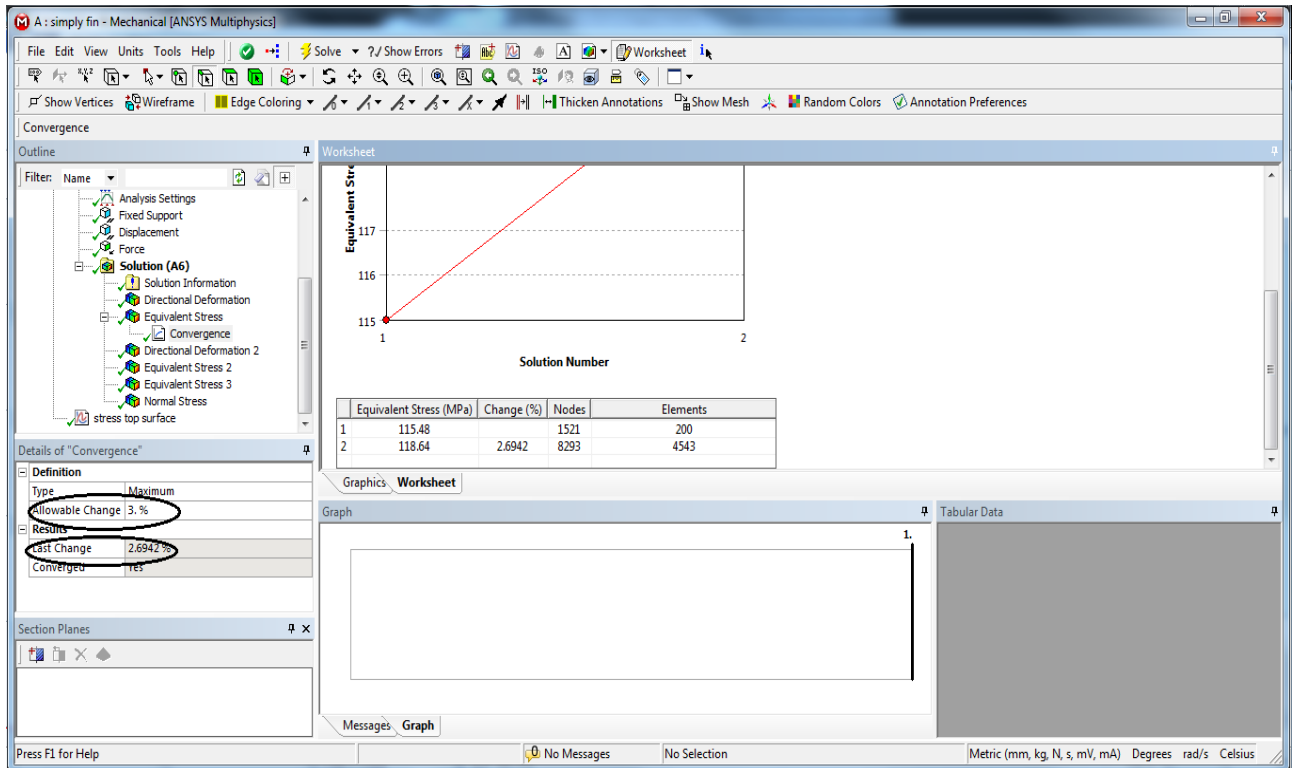 A : simply fin - Mechanical [ANSYS Multiphysics]
File Edit View Units Tools Help Solve ?/ Show Errors Worksheet
Show Vertices Wireframe Edge Coloring Thicken Annotations Show Mesh Random Colors Annotation Preferences
Convergence
Outline
Filter: Name
Analysis Settings
Fixed Support
Displacement
Force
Solution (A6)
Solution Information
Directional Deformation
Equivalent Stress
Convergence
Directional Deformation 2
Equivalent Stress 2
Equivalent Stress 3
Normal Stress
stress top surface
Details of "Convergence"
Definition
Type Maximum
Allowable Change 3. %
Results
Last Change 2.6942 %
Converged Yes
Section Planes
Worksheet
Equivalent Stre
117
116
115
1 2
Solution Number
Equivalent Stress (MPa) Change (%) Nodes Elements
1 115.48 1521 200
2 118.64 2.6942 8293 4543
Graphics Worksheet
Graph
1.
Messages Graph
Tabular Data
Press F1 for Help
0 No Messages
No Selection
Metric (mm, kg, N, s, mV, mA) Degrees rad/s Celsius